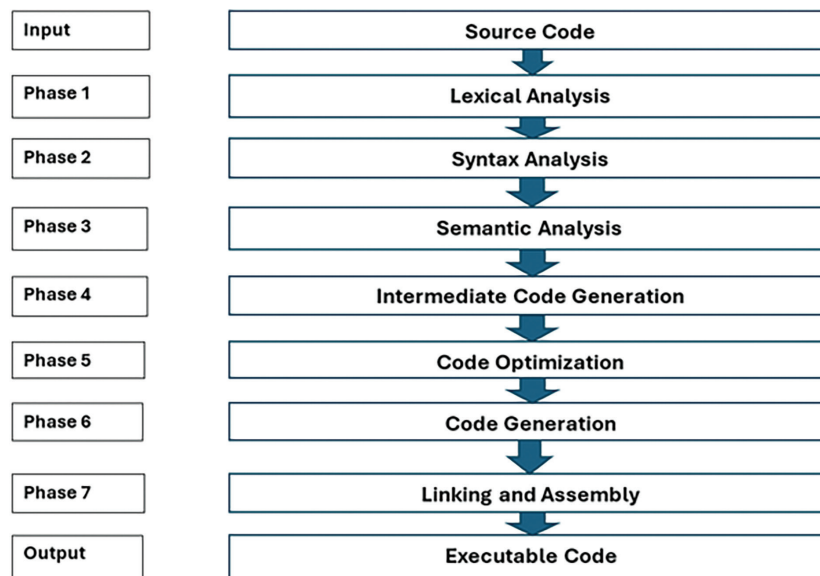 Input
Source Code
Phase 1
Lexical Analysis
Phase 2
Syntax Analysis
Phase 3
Semantic Analysis
Phase 4
Intermediate Code Generation
Phase 5
Code Optimization
Phase 6
Code Generation
Phase 7
Linking and Assembly
Output
Executable Code